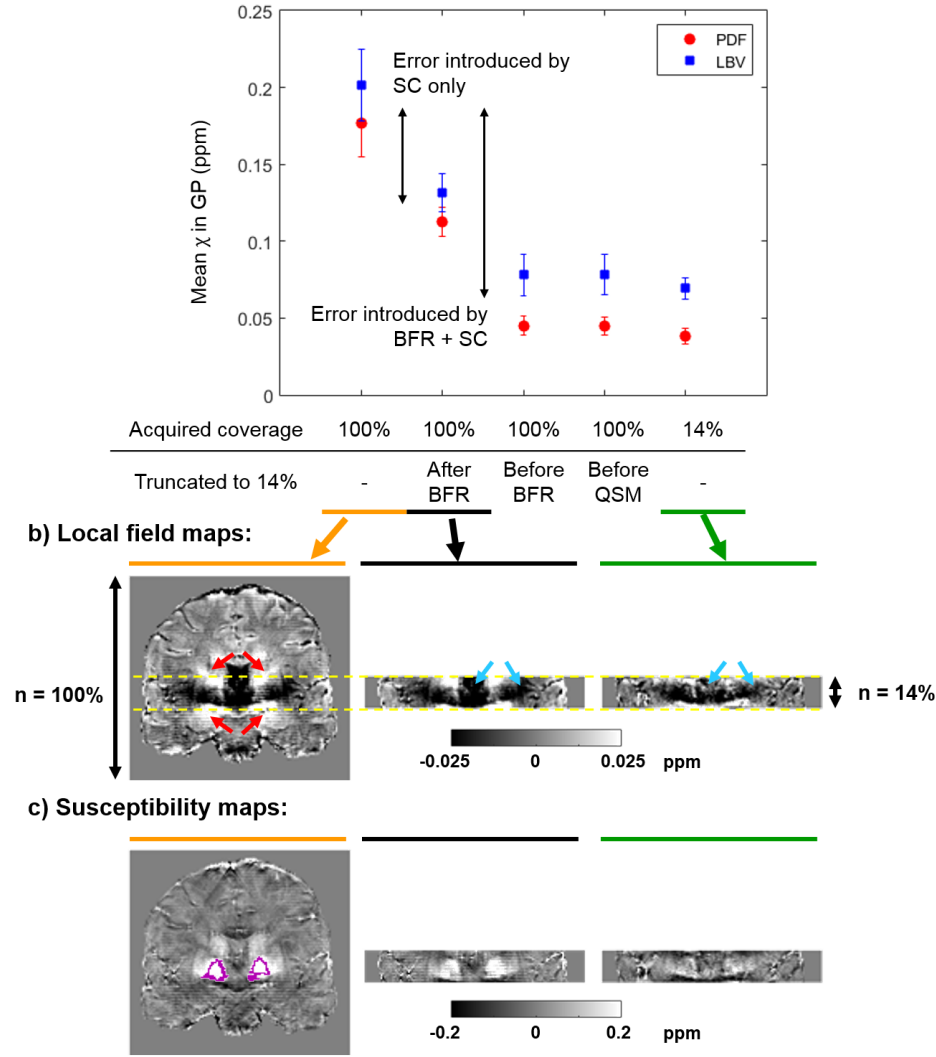 0.25
0.2
0.15
0.1
0.05
0
Mean χ in GP (ppm)
PDF
LBV
Error introduced by
SC only
Error introduced by
BFR + SC
Acquired coverage 100% 100% 100% 100% 14%
Truncated to 14% - After Before Before -
BFR BFR QSM
b) Local field maps:
n = 100%
n = 14%
-0.025 0 0.025 ppm
c) Susceptibility maps:
-0.2 0 0.2 ppm